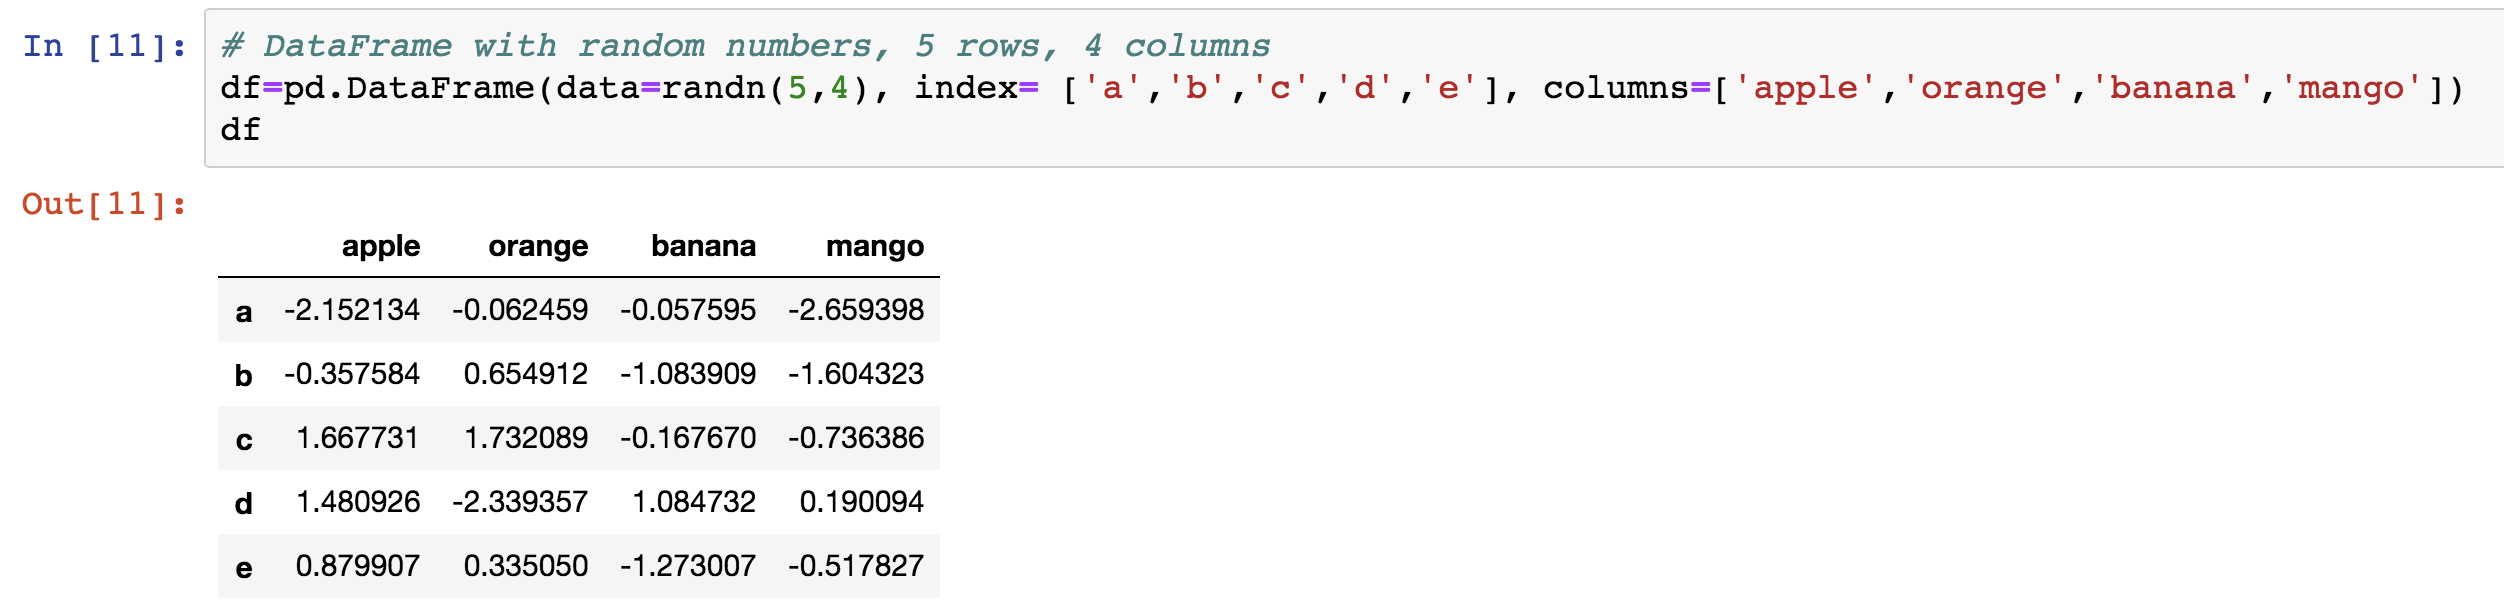 In [11]: # DataFrame with random numbers, 5 rows, 4 columns
df=pd.DataFrame(data=randn(5,4), index= ['a','b','c','d','e'], columns=['apple','orange','banana','mango'])
df
Out[11]:
apple orange banana mango
a -2.152134 -0.062459 -0.057595 -2.659398
b -0.357584 0.654912 -1.083909 -1.604323
c 1.667731 1.732089 -0.167670 -0.736386
d 1.480926 -2.339357 1.084732 0.190094
e 0.879907 0.335050 -1.273007 -0.517827